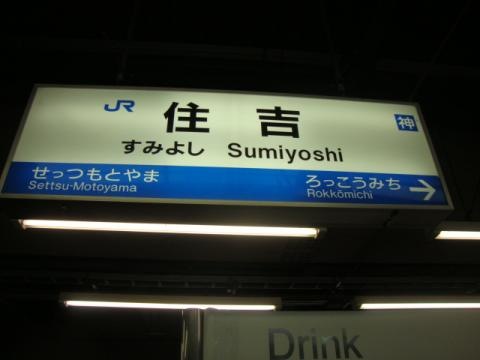 JR 住吉 神
すみよし Sumiyoshi
せっつもとやま ろっこうみち
Settsu-Motoyama Rokkōmichi
Drink